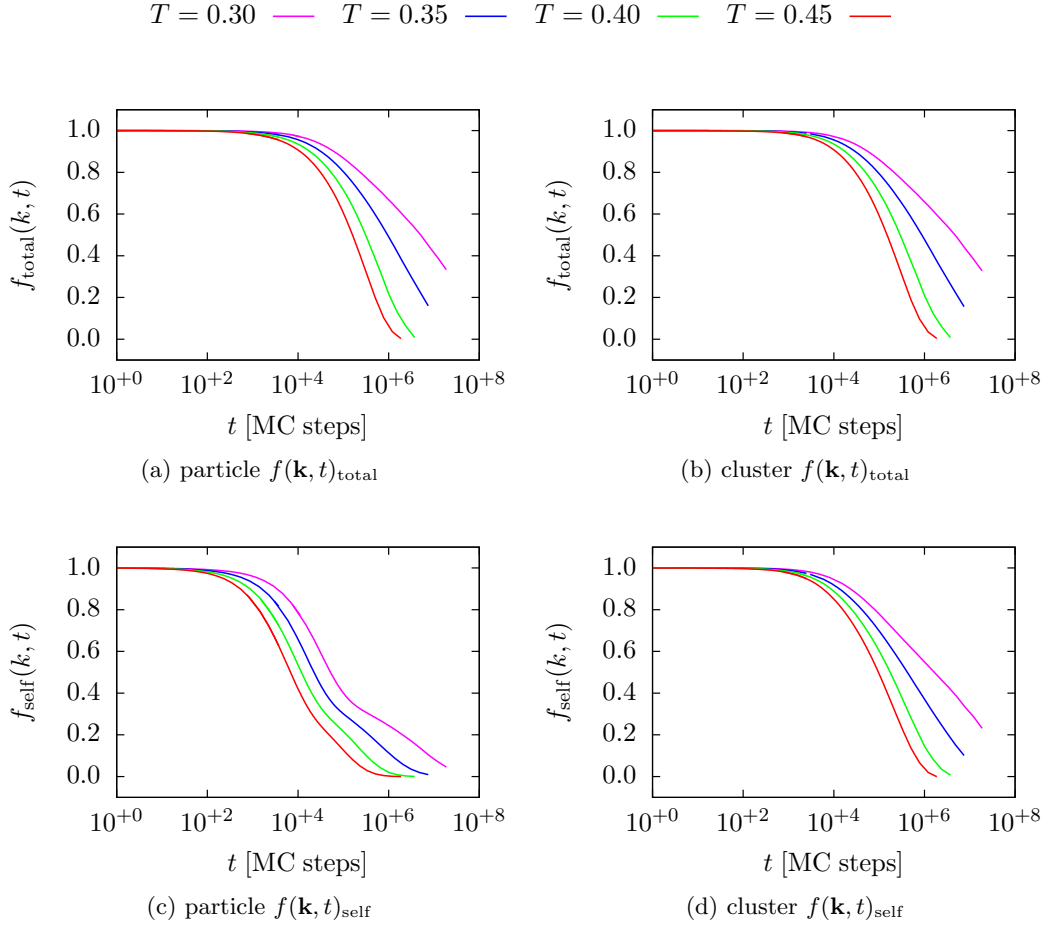 T = 0.30 T = 0.35 T = 0.40 T = 0.45
f_total(k, t)
1.0
0.8
0.6
0.4
0.2
0.0
10^+0 10^+2 10^+4 10^+6 10^+8
t [MC steps]
(a) particle f(k, t)_total
f_total(k, t)
1.0
0.8
0.6
0.4
0.2
0.0
10^+0 10^+2 10^+4 10^+6 10^+8
t [MC steps]
(b) cluster f(k, t)_total
f_self(k, t)
1.0
0.8
0.6
0.4
0.2
0.0
10^+0 10^+2 10^+4 10^+6 10^+8
t [MC steps]
(c) particle f(k, t)_self
f_self(k, t)
1.0
0.8
0.6
0.4
0.2
0.0
10^+0 10^+2 10^+4 10^+6 10^+8
t [MC steps]
(d) cluster f(k, t)_self